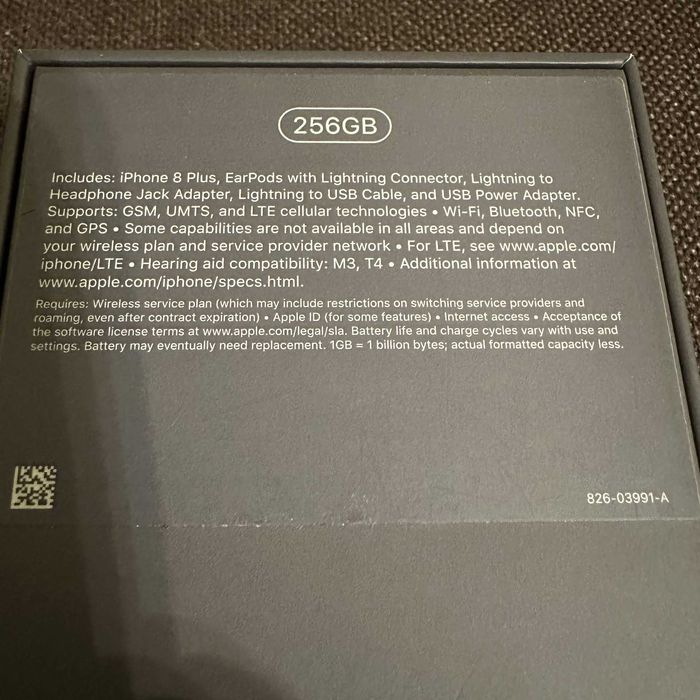 256GB
Includes: iPhone 8 Plus, EarPods with Lightning Connector, Lightning to
Headphone Jack Adapter, Lightning to USB Cable, and USB Power Adapter.
Supports: GSM, UMTS, and LTE cellular technologies • Wi-Fi, Bluetooth, NFC,
and GPS • Some capabilities are not available in all areas and depend on
your wireless plan and service provider network • For LTE, see www.apple.com/
iphone/LTE • Hearing aid compatibility: M3, T4 • Additional information at
www.apple.com/iphone/specs.html.
Requires: Wireless service plan (which may include restrictions on switching service providers and
roaming, even after contract expiration) • Apple ID (for some features) • Internet access • Acceptance of
the software license terms at www.apple.com/legal/sla. Battery life and charge cycles vary with use and
settings. Battery may eventually need replacement. 1GB = 1 billion bytes; actual formatted capacity less.
826-03991-A